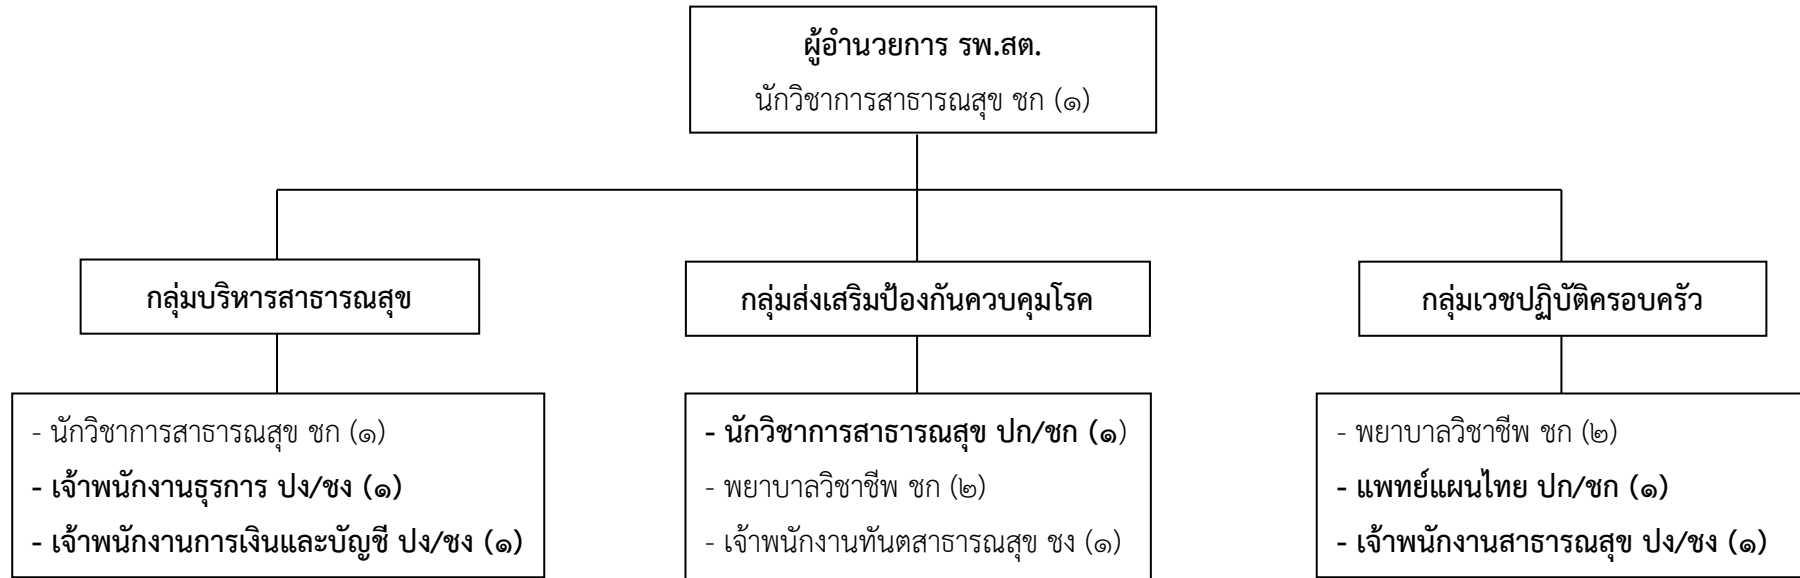 ผู้อำนวยการ รพ.สต.
นักวิชาการสาธารณสุข ชก (๑)
กลุ่มบริหารสาธารณสุข
- นักวิชาการสาธารณสุข ชก (๑)
- เจ้าพนักงานธุรการ ปง/ชง (๑)
- เจ้าพนักงานการเงินและบัญชี ปง/ชง (๑)
กลุ่มส่งเสริมป้องกันควบคุมโรค
- นักวิชาการสาธารณสุข ปก/ชก (๑)
- พยาบาลวิชาชีพ ชก (๒)
- เจ้าพนักงานทันตสาธารณสุข ชง (๑)
กลุ่มเวชปฏิบัติครอบครัว
- พยาบาลวิชาชีพ ชก (๒)
- แพทย์แผนไทย ปก/ชก (๑)
- เจ้าพนักงานสาธารณสุข ปง/ชง (๑)